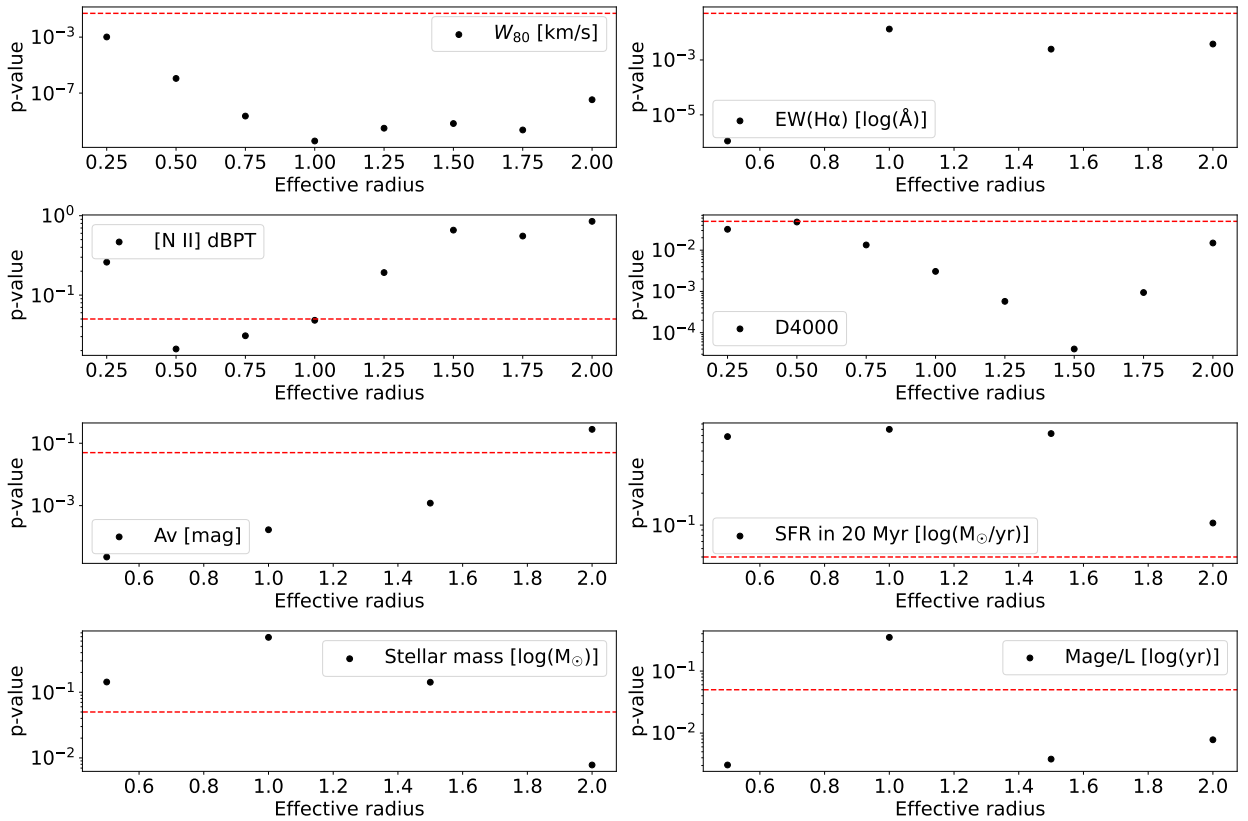 p-value
10⁻³
10⁻⁷
W₈₀ [km/s]
0.25 0.50 0.75 1.00 1.25 1.50 1.75 2.00
Effective radius
p-value
10⁻³
10⁻⁵
EW(Hα) [log(Å)]
0.6 0.8 1.0 1.2 1.4 1.6 1.8 2.0
Effective radius
p-value
10⁰
10⁻¹
[N II] dBPT
0.25 0.50 0.75 1.00 1.25 1.50 1.75 2.00
Effective radius
p-value
10⁻²
10⁻³
10⁻⁴
D4000
0.25 0.50 0.75 1.00 1.25 1.50 1.75 2.00
Effective radius
p-value
10⁻¹
10⁻³
Av [mag]
0.6 0.8 1.0 1.2 1.4 1.6 1.8 2.0
Effective radius
p-value
10⁻¹
SFR in 20 Myr [log(M☉/yr)]
0.6 0.8 1.0 1.2 1.4 1.6 1.8 2.0
Effective radius
p-value
10⁻¹
10⁻²
Stellar mass [log(M☉)]
0.6 0.8 1.0 1.2 1.4 1.6 1.8 2.0
Effective radius
p-value
10⁻¹
10⁻²
Mage/L [log(yr)]
0.6 0.8 1.0 1.2 1.4 1.6 1.8 2.0
Effective radius